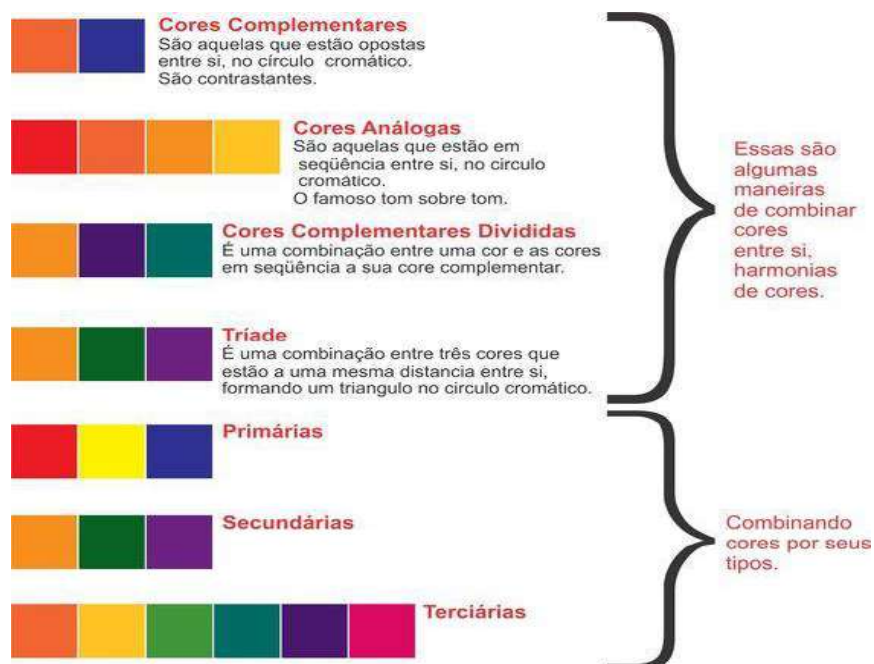 Cores Complementares
São aquelas que estão opostas
entre si, no círculo cromático.
São contrastantes.
Cores Análogas
São aquelas que estão em
seqüência entre si, no circulo
cromático.
O famoso tom sobre tom.
Cores Complementares Divididas
É uma combinação entre uma cor e as cores
em seqüência a sua core complementar.
Tríade
É uma combinação entre três cores que
estão a uma mesma distancia entre si,
formando um triangulo no circulo cromático.
Essas são
algumas
maneiras
de combinar
cores
entre si,
harmonias
de cores.
Primárias
Secundárias
Terciárias
Combinando
cores por seus
tipos.